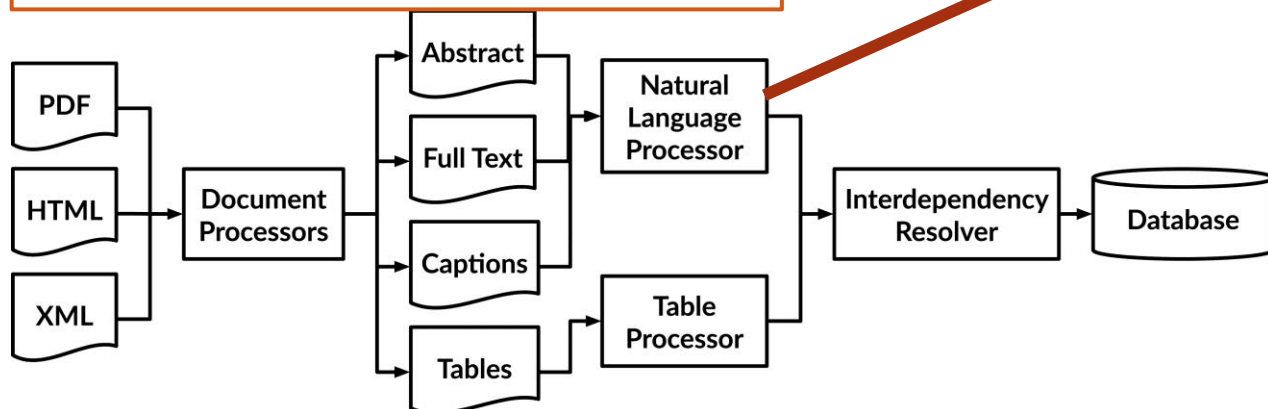 PDF
HTML
XML
Document
Processors
Abstract
Full Text
Captions
Tables
Natural
Language
Processor
Table
Processor
Interdependency
Resolver
Database